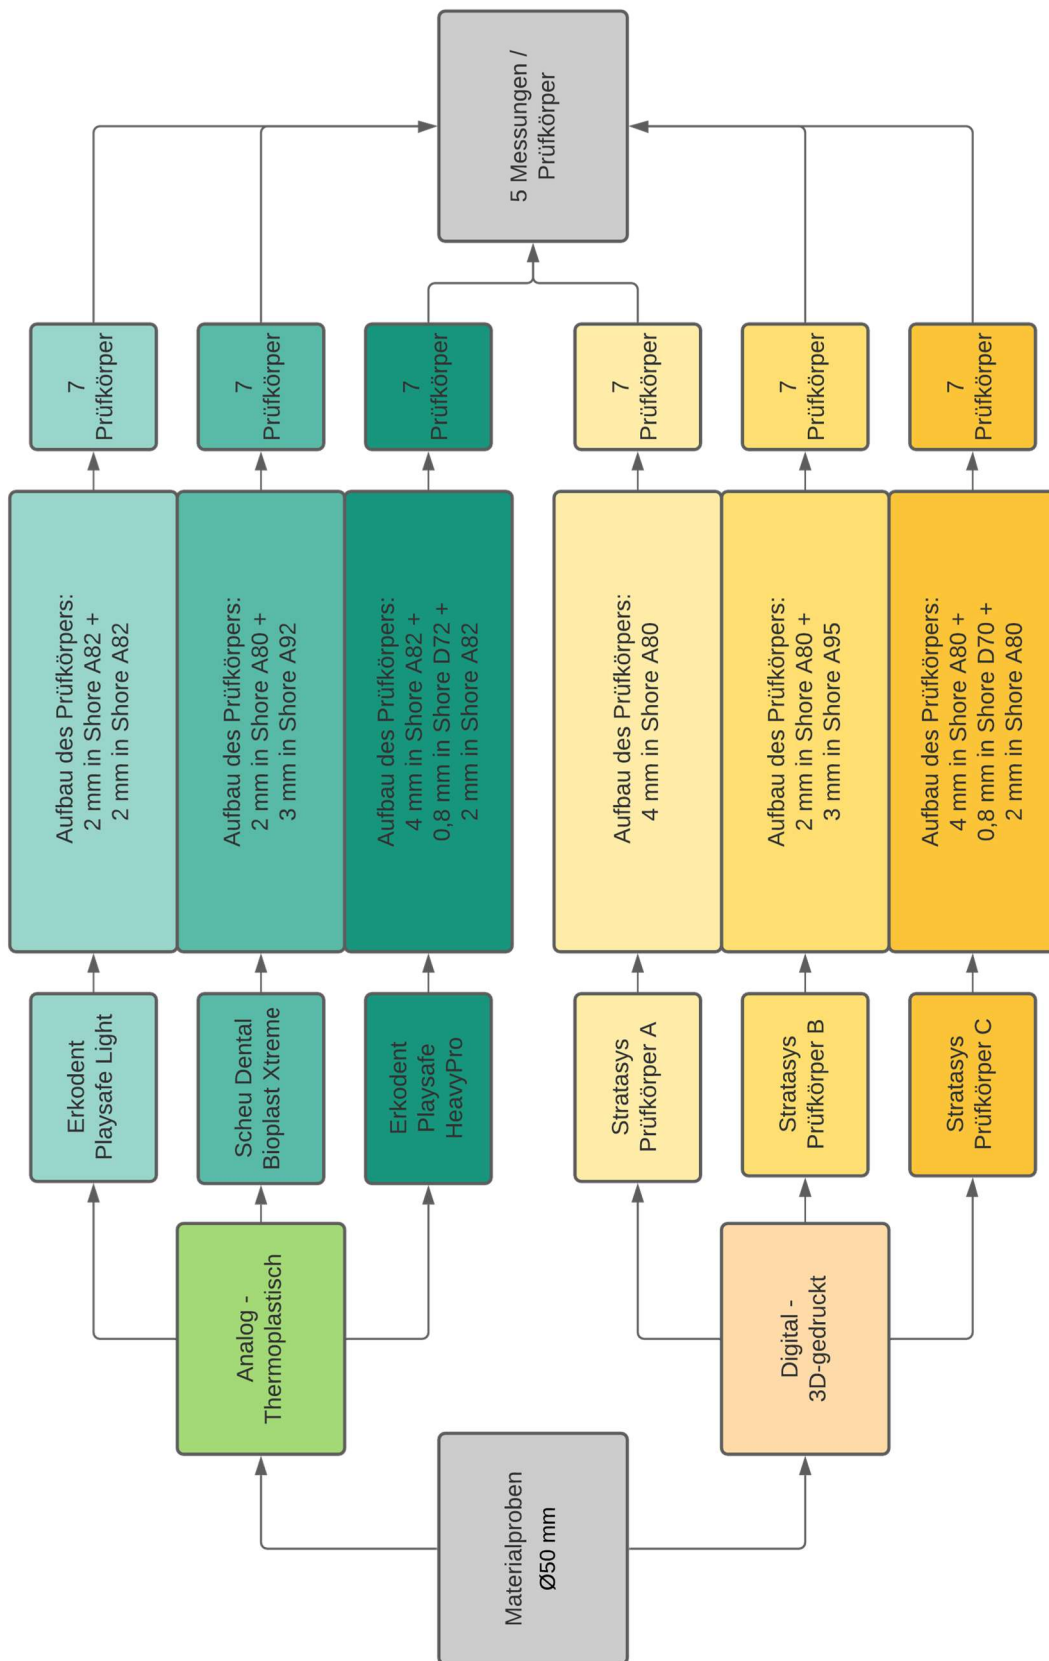 Materialproben
Ø50 mm
Analog -
Thermoplastisch
Erkodent
Playsafe Light
Aufbau des Prüfkörpers:
2 mm in Shore A82 +
2 mm in Shore A82
7
Prüfkörper
Scheu Dental
Bioplast Xtreme
Aufbau des Prüfkörpers:
2 mm in Shore A80 +
3 mm in Shore A92
7
Prüfkörper
Erkodent
Playsafe
HeavyPro
Aufbau des Prüfkörpers:
4 mm in Shore A82 +
0,8 mm in Shore D72 +
2 mm in Shore A82
7
Prüfkörper
Digital -
3D-gedruckt
Stratasys
Prüfkörper A
Aufbau des Prüfkörpers:
4 mm in Shore A80
7
Prüfkörper
Stratasys
Prüfkörper B
Aufbau des Prüfkörpers:
2 mm in Shore A80 +
3 mm in Shore A95
7
Prüfkörper
Stratasys
Prüfkörper C
Aufbau des Prüfkörpers:
4 mm in Shore A80 +
0,8 mm in Shore D70 +
2 mm in Shore A80
7
Prüfkörper
5 Messungen /
Prüfkörper